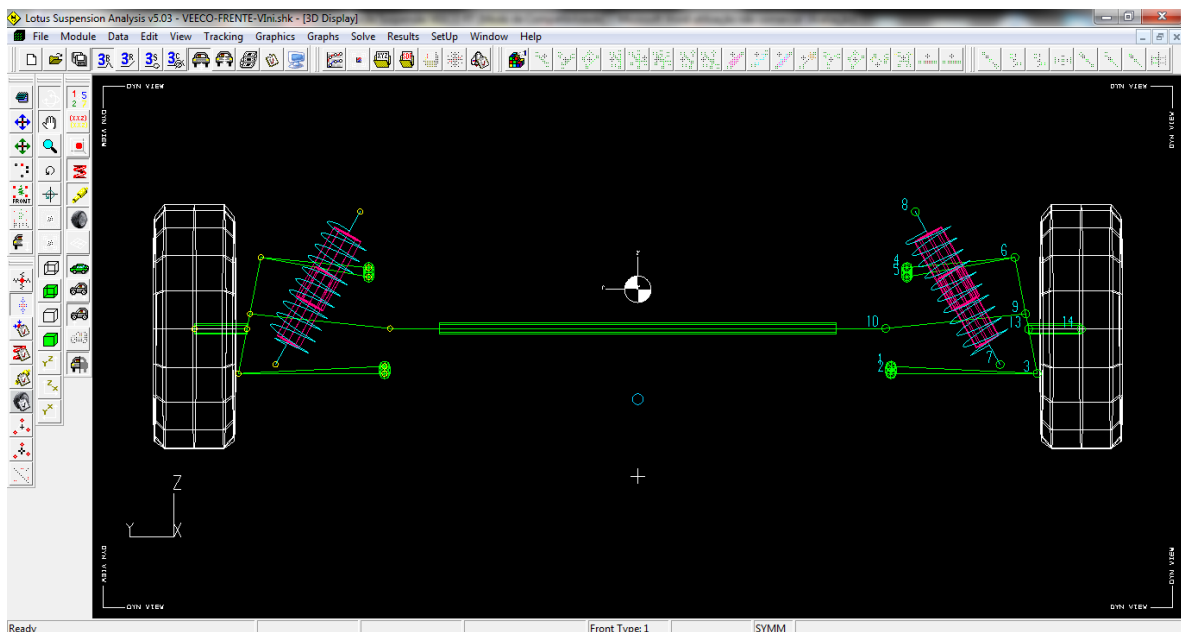 Lotus Suspension Analysis v5.03 - VEECO-FRENTE-VIni.shk - [3D Display]
File Module Data Edit View Tracking Graphics Graphs Solve Results SetUp Window Help
DYN VIEW
DYN VIEW
DYN VIEW
DYN VIEW
8
4
5
6
9
10
13
14
1
2
7
3
Z
Y
X
DYN VIEW
DYN VIEW
DYN VIEW
DYN VIEW
Ready
Front Type: 1
SYMM